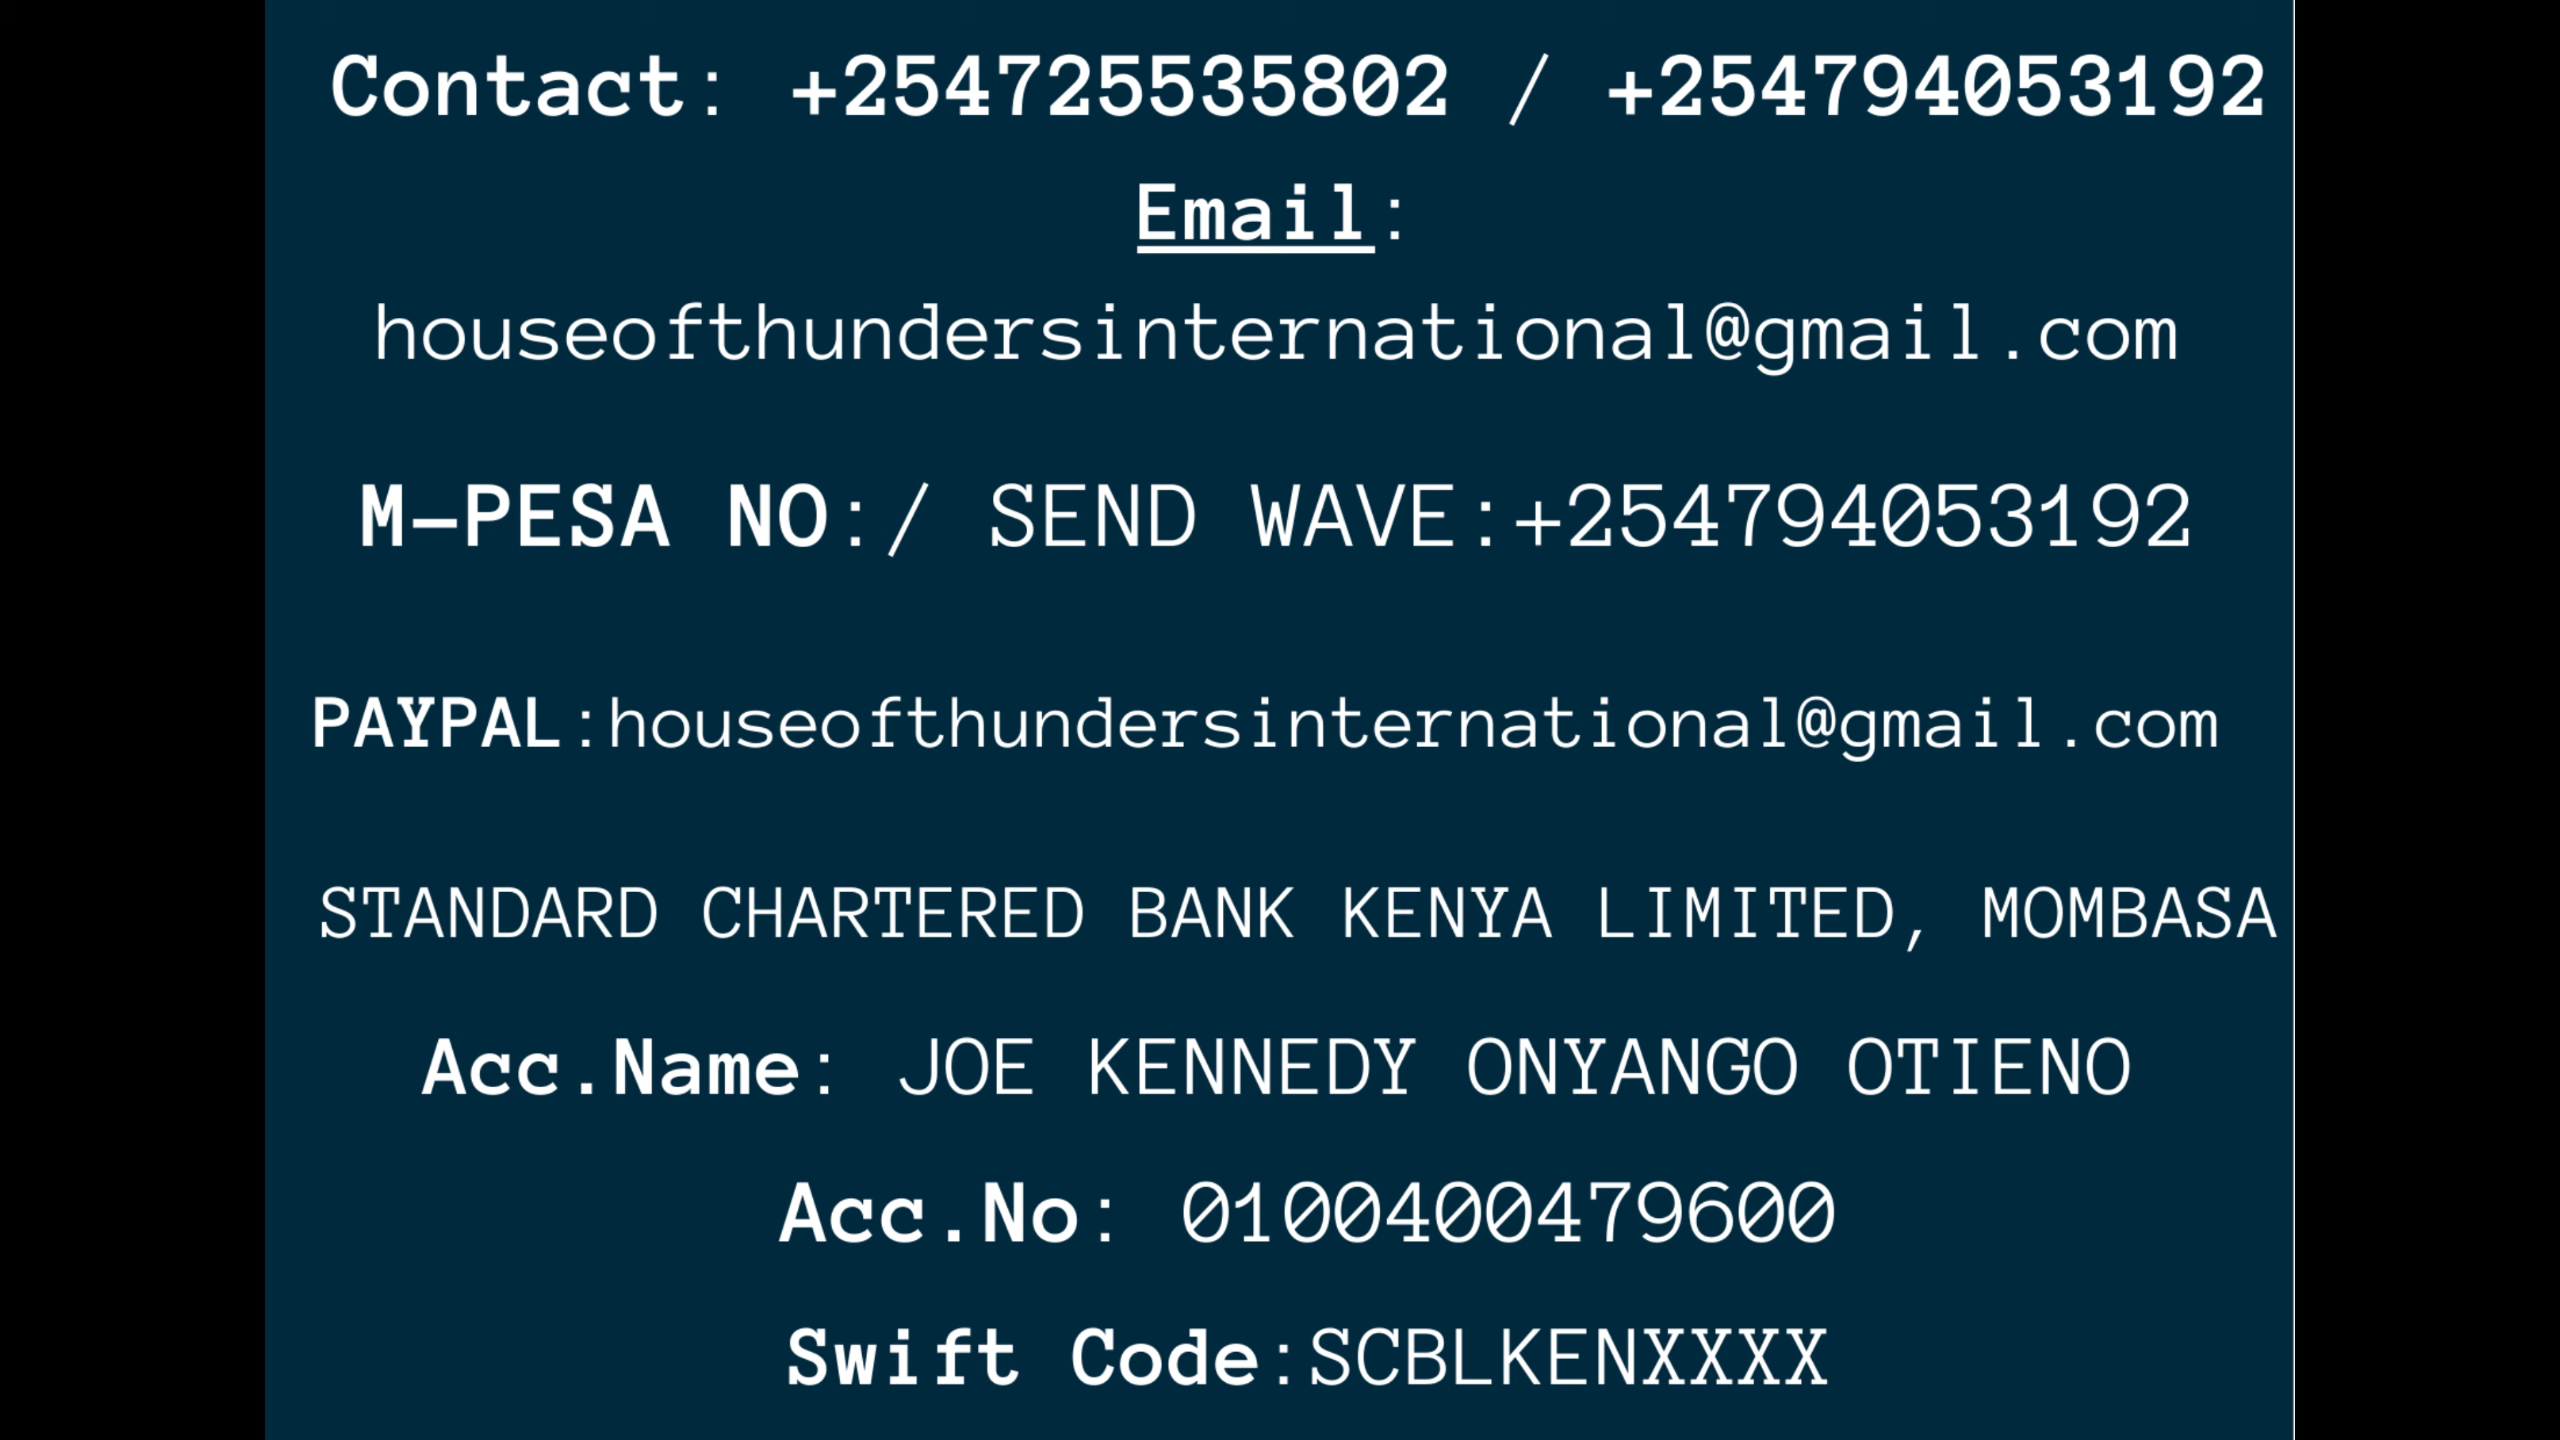 Contact: +254725535802 / +254794053192
Email:
houseofthundersinternational@gmail.com
M-PESA NO:/ SEND WAVE:+254794053192
PAYPAL:houseofthundersinternational@gmail.com
STANDARD CHARTERED BANK KENYA LIMITED, MOMBASA
Acc.Name: JOE KENNEDY ONYANGO OTIENO
Acc.No: 0100400479600
Swift Code:SCBLKENXXXX